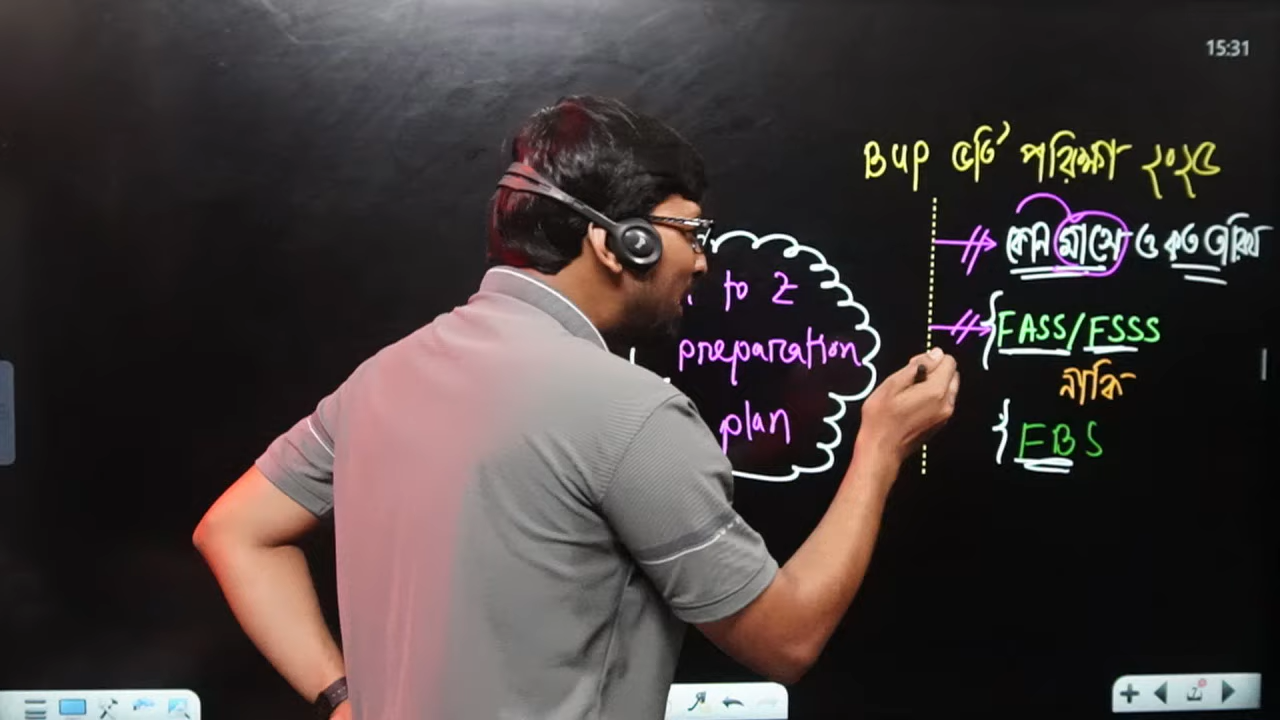 15:31
BUP ভর্তি পরিক্ষা ২০২৫
কোন মাসে ও কত তারিখ
to Z
preparation
plan
FASS/FSSS
নাকি
FBS